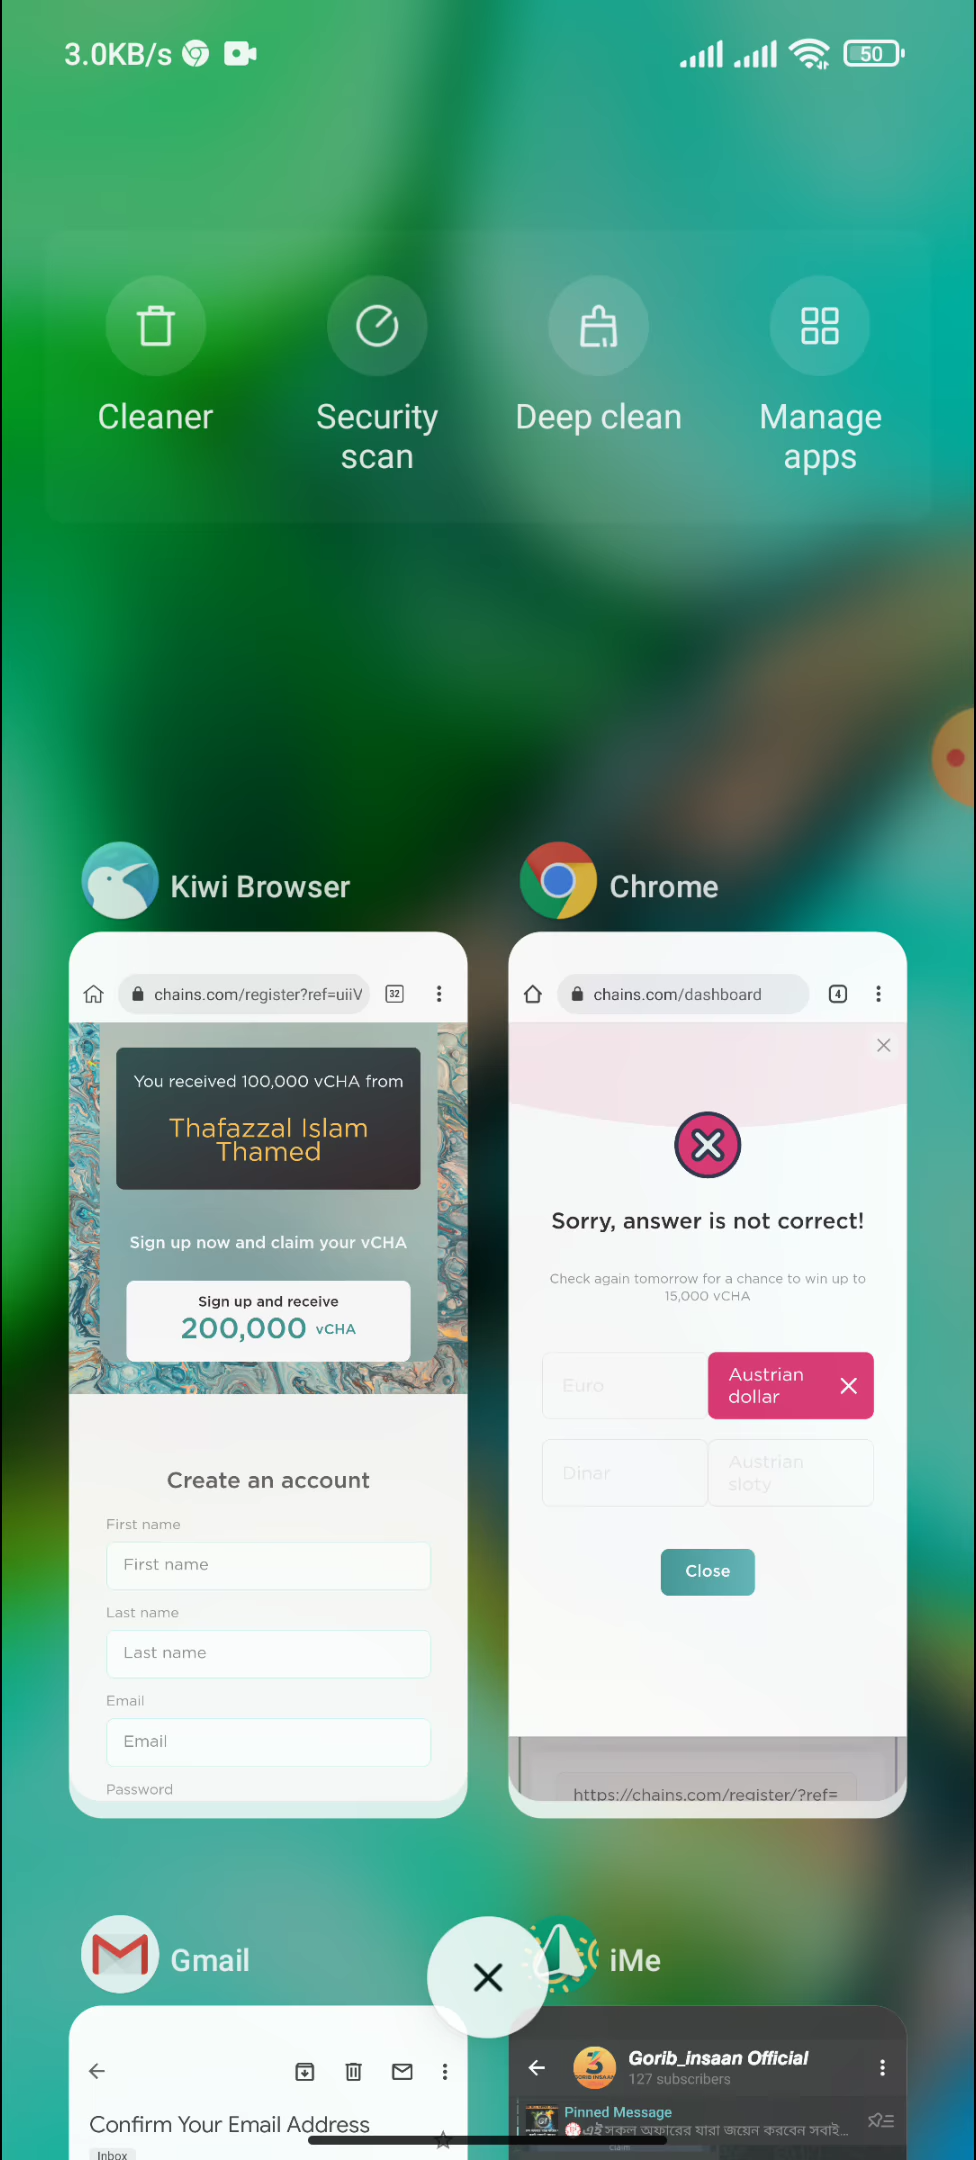 3.0KB/s
50
Cleaner
Security
scan
Deep clean
Manage
apps
Kiwi Browser
Chrome
chains.com/register?ref=uiiV
32
chains.com/dashboard
4
You received 100,000 vCHA from
Thafazzal Islam
Thamed
Sign up now and claim your vCHA
Sign up and receive
200,000 vCHA
Create an account
First name
First name
Last name
Last name
Email
Email
Password
Sorry, answer is not correct!
Check again tomorrow for a chance to win up to
15,000 vCHA
Euro
Austrian
dollar
Dinar
Austrian
sloty
Close
https://chains.com/register/?ref=
Gmail
iMe
Confirm Your Email Address
Inbox
Gorib_insaan Official
127 subscribers
Pinned Message
এই সকল অফারের যারা জয়েন করবেন সবাই...